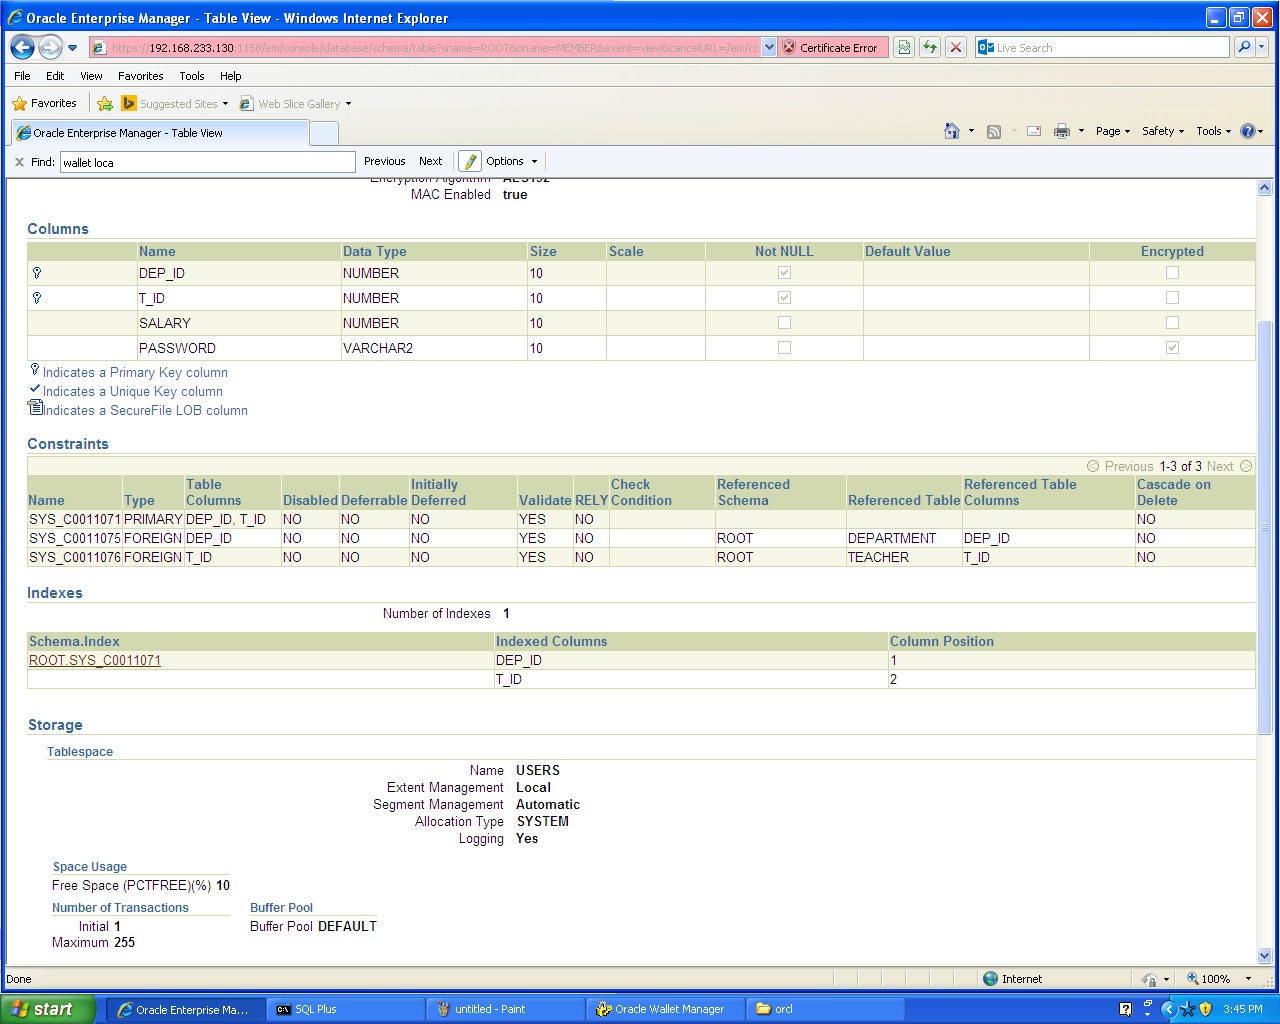 Oracle Enterprise Manager - Table View - Windows Internet Explorer
https://192.168.233.130:1158/em/console/database/schema/table?sname=ROOT&oname=MEMBER&event=view&cancelURL=/em/cc Certificate Error Live Search
File Edit View Favorites Tools Help
Favorites Suggested Sites Web Slice Gallery
Oracle Enterprise Manager - Table View Page Safety Tools
Find: wallet loca Previous Next Options
Encryption Algorithm AES192
MAC Enabled true
Columns
Name Data Type Size Scale Not NULL Default Value Encrypted
DEP_ID NUMBER 10
T_ID NUMBER 10
SALARY NUMBER 10
PASSWORD VARCHAR2 10
Indicates a Primary Key column
Indicates a Unique Key column
Indicates a SecureFile LOB column
Constraints
Previous 1-3 of 3 Next
Name Type Table Columns Disabled Deferrable Initially Deferred Validate RELY Check Condition Referenced Schema Referenced Table Referenced Table Columns Cascade on Delete
SYS_C0011071 PRIMARY DEP_ID, T_ID NO NO NO YES NO NO
SYS_C0011075 FOREIGN DEP_ID NO NO NO YES NO ROOT DEPARTMENT DEP_ID NO
SYS_C0011076 FOREIGN T_ID NO NO NO YES NO ROOT TEACHER T_ID NO
Indexes
Number of Indexes 1
Schema.Index Indexed Columns Column Position
ROOT.SYS_C0011071 DEP_ID 1
T_ID 2
Storage
Tablespace
Name USERS
Extent Management Local
Segment Management Automatic
Allocation Type SYSTEM
Logging Yes
Space Usage
Free Space (PCTFREE)(%) 10
Number of Transactions Buffer Pool
Initial 1 Buffer Pool DEFAULT
Maximum 255
Done Internet 100%
start Oracle Enterprise Ma... SQL Plus untitled - Paint Oracle Wallet Manager orcl 3:45 PM